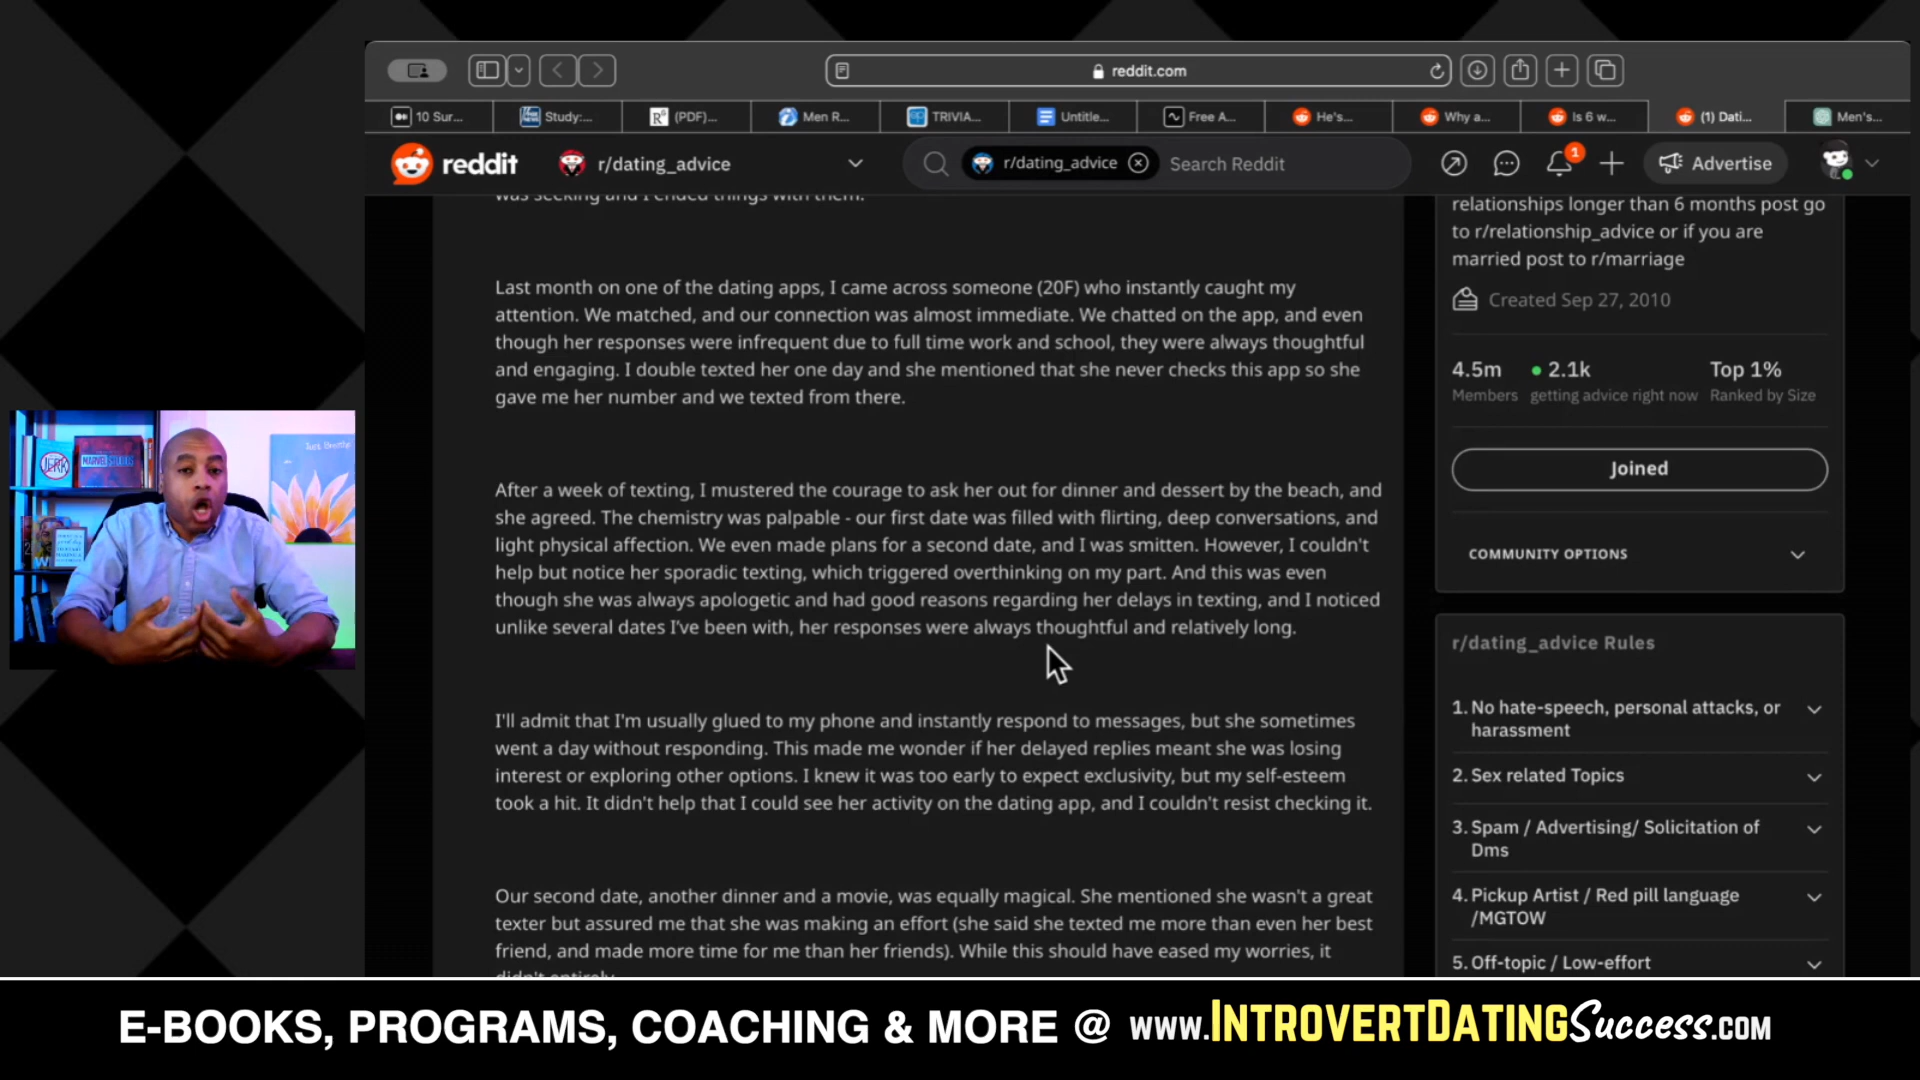 reddit.com
10 Sur...
Study:...
(PDF)...
Men R...
TRIVIA...
Untitle...
Free A...
He's...
Why a...
Is 6 w...
(1) Dati...
Men's...
reddit
r/dating_advice
r/dating_advice
Search Reddit
1
Advertise
was seeking and I ended things with them.
Last month on one of the dating apps, I came across someone (20F) who instantly caught my
attention. We matched, and our connection was almost immediate. We chatted on the app, and even
though her responses were infrequent due to full time work and school, they were always thoughtful
and engaging. I double texted her one day and she mentioned that she never checks this app so she
gave me her number and we texted from there.
After a week of texting, I mustered the courage to ask her out for dinner and dessert by the beach, and
she agreed. The chemistry was palpable - our first date was filled with flirting, deep conversations, and
light physical affection. We even made plans for a second date, and I was smitten. However, I couldn't
help but notice her sporadic texting, which triggered overthinking on my part. And this was even
though she was always apologetic and had good reasons regarding her delays in texting, and I noticed
unlike several dates I've been with, her responses were always thoughtful and relatively long.
I'll admit that I'm usually glued to my phone and instantly respond to messages, but she sometimes
went a day without responding. This made me wonder if her delayed replies meant she was losing
interest or exploring other options. I knew it was too early to expect exclusivity, but my self-esteem
took a hit. It didn't help that I could see her activity on the dating app, and I couldn't resist checking it.
Our second date, another dinner and a movie, was equally magical. She mentioned she wasn't a great
texter but assured me that she was making an effort (she said she texted me more than even her best
friend, and made more time for me than her friends). While this should have eased my worries, it
didn't entirely.
relationships longer than 6 months post go
to r/relationship_advice or if you are
married post to r/marriage
Created Sep 27, 2010
4.5m
2.1k
Top 1%
Members
getting advice right now
Ranked by Size
Joined
COMMUNITY OPTIONS
r/dating_advice Rules
1. No hate-speech, personal attacks, or
harassment
2. Sex related Topics
3. Spam / Advertising/ Solicitation of
Dms
4. Pickup Artist / Red pill language
/MGTOW
5. Off-topic / Low-effort
JERK
MARVEL STUDIOS
Just Breathe
E-BOOKS, PROGRAMS, COACHING & MORE @ WWW.INTROVERTDATINGSUCCESS.COM